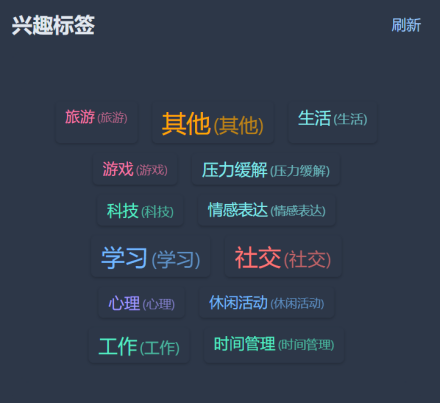 兴趣标签 刷新
旅游(旅游) 其他(其他) 生活(生活)
游戏(游戏) 压力缓解(压力缓解)
科技(科技) 情感表达(情感表达)
学习(学习) 社交(社交)
心理(心理) 休闲活动(休闲活动)
工作(工作) 时间管理(时间管理)